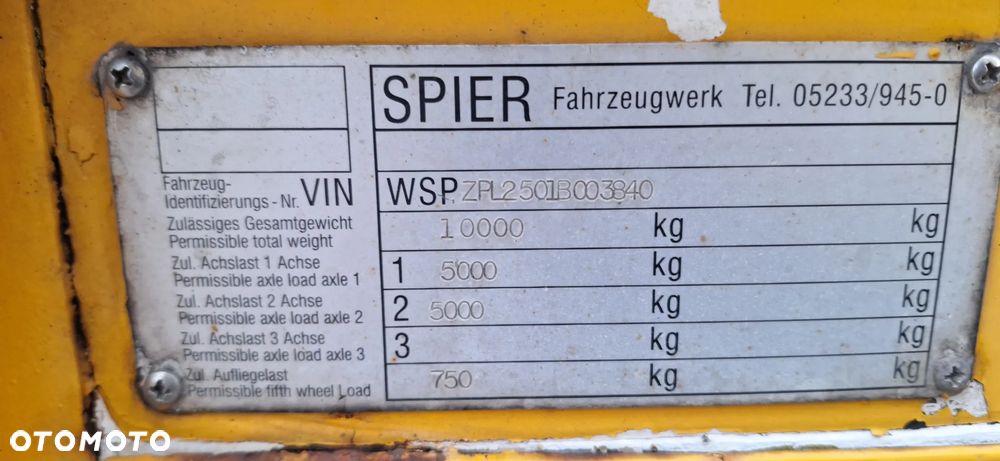 SPIER Fahrzeugwerk Tel. 05233/945-0
Fahrzeug-
Identifizierungs - Nr. VIN WSP ZPL2501B003840
Zulässiges Gesamtgewicht
Permissible total weight 10000 kg kg
Zul. Achslast 1 Achse
Permissible axle load axle 1 1 5000 kg kg
Zul. Achslast 2 Achse
Permissible axle load axle 2 2 5000 kg kg
Zul. Achslast 3 Achse
Permissible axle load axle 3 3 kg kg
Zul. Aufliegelast
Permissible fifth wheel Load 750 kg kg
OTOMOTO